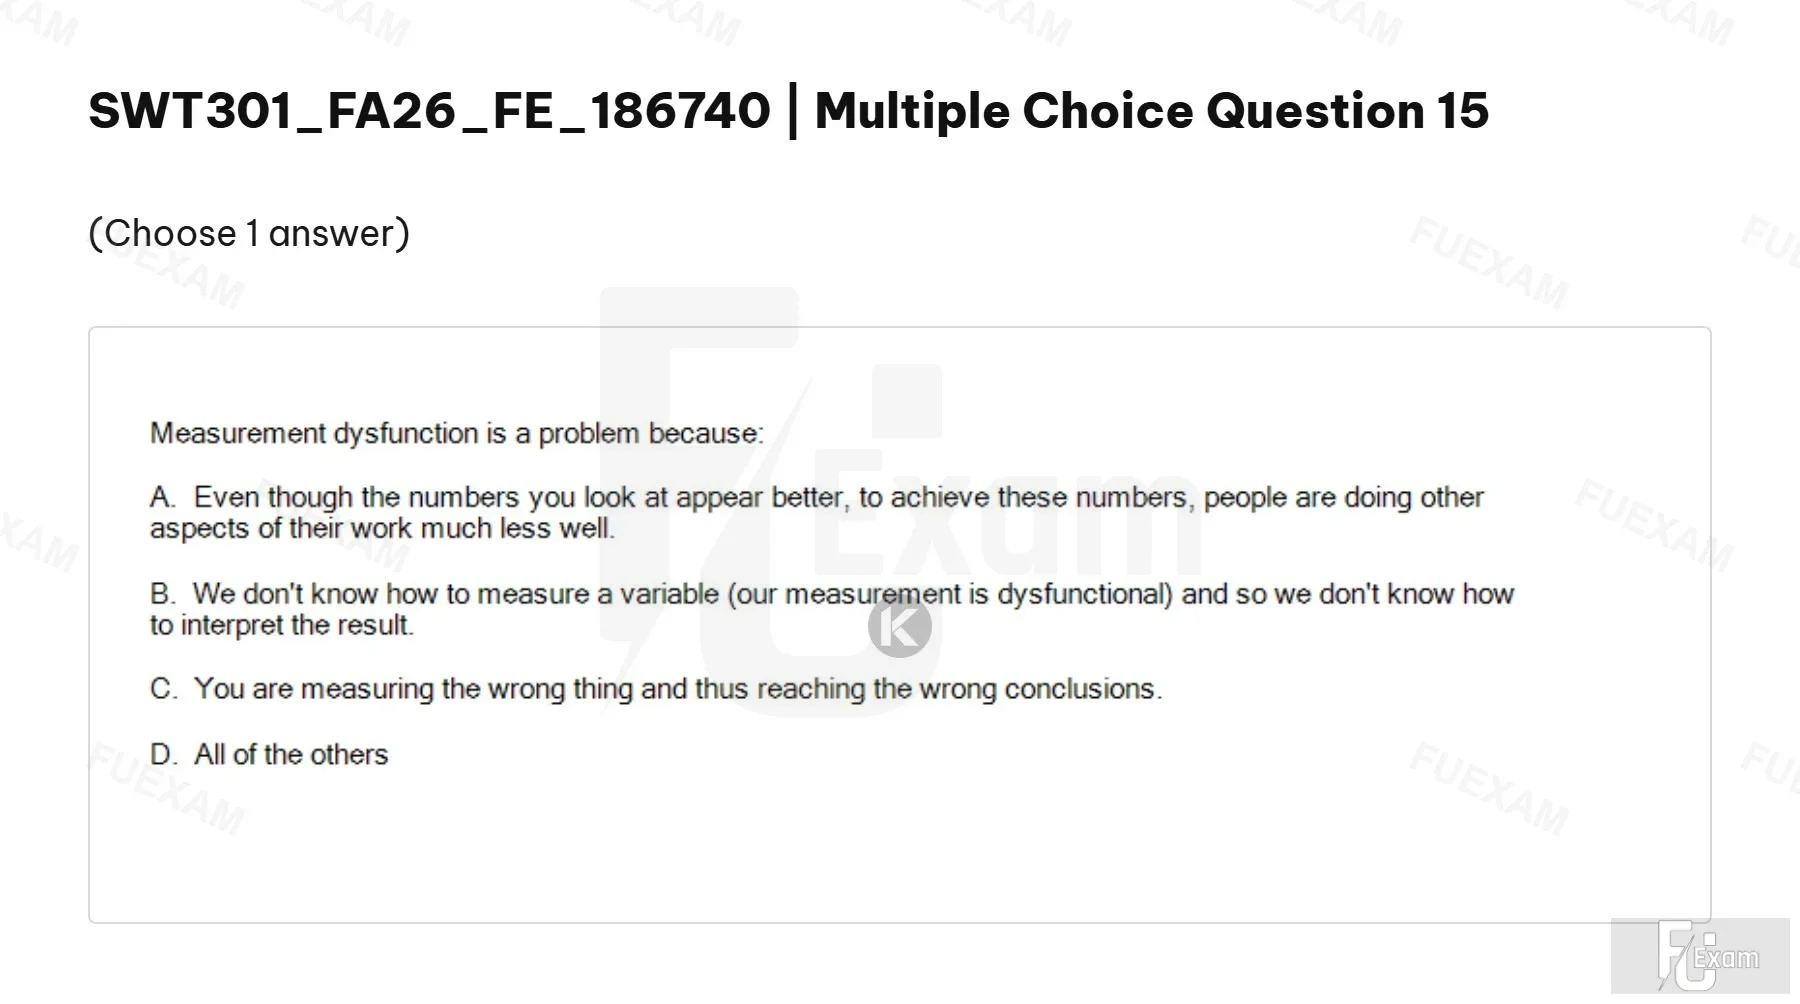 SWT301_FA26_FE_186740 | Multiple Choice Question 15
(Choose 1 answer)
Measurement dysfunction is a problem because:
A. Even though the numbers you look at appear better, to achieve these numbers, people are doing other
aspects of their work much less well.
B. We don't know how to measure a variable (our measurement is dysfunctional) and so we don't know how
to interpret the result.
C. You are measuring the wrong thing and thus reaching the wrong conclusions.
D. All of the others
FUEXAM
Exam
K
FU Exam